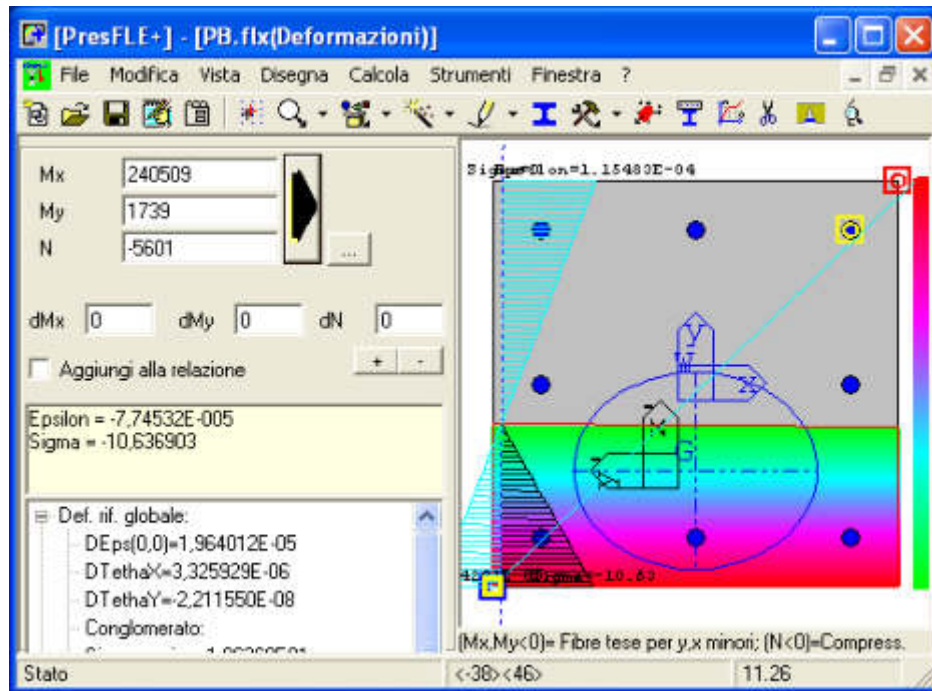 [PresFLE+] - [PB.flx(Deformazioni)]
File Modifica Vista Disegna Calcola Strumenti Finestra ?
Mx 240509
My 1739
N -5601
...
dMx 0 dMy 0 dN 0
Aggiungi alla relazione + -
Epsilon = -7,74532E-005
Sigma = -10,636903
Def. rif. globale:
DEps(0,0)=1,964012E-05
DTethaX=3,325929E-06
DTethaY=-2,211550E-08
Conglomerato:
y
X
G
(Mx,My<0)= Fibre tese per y,x minori; (N<0)=Compress.
Stato <-38><46> 11.26